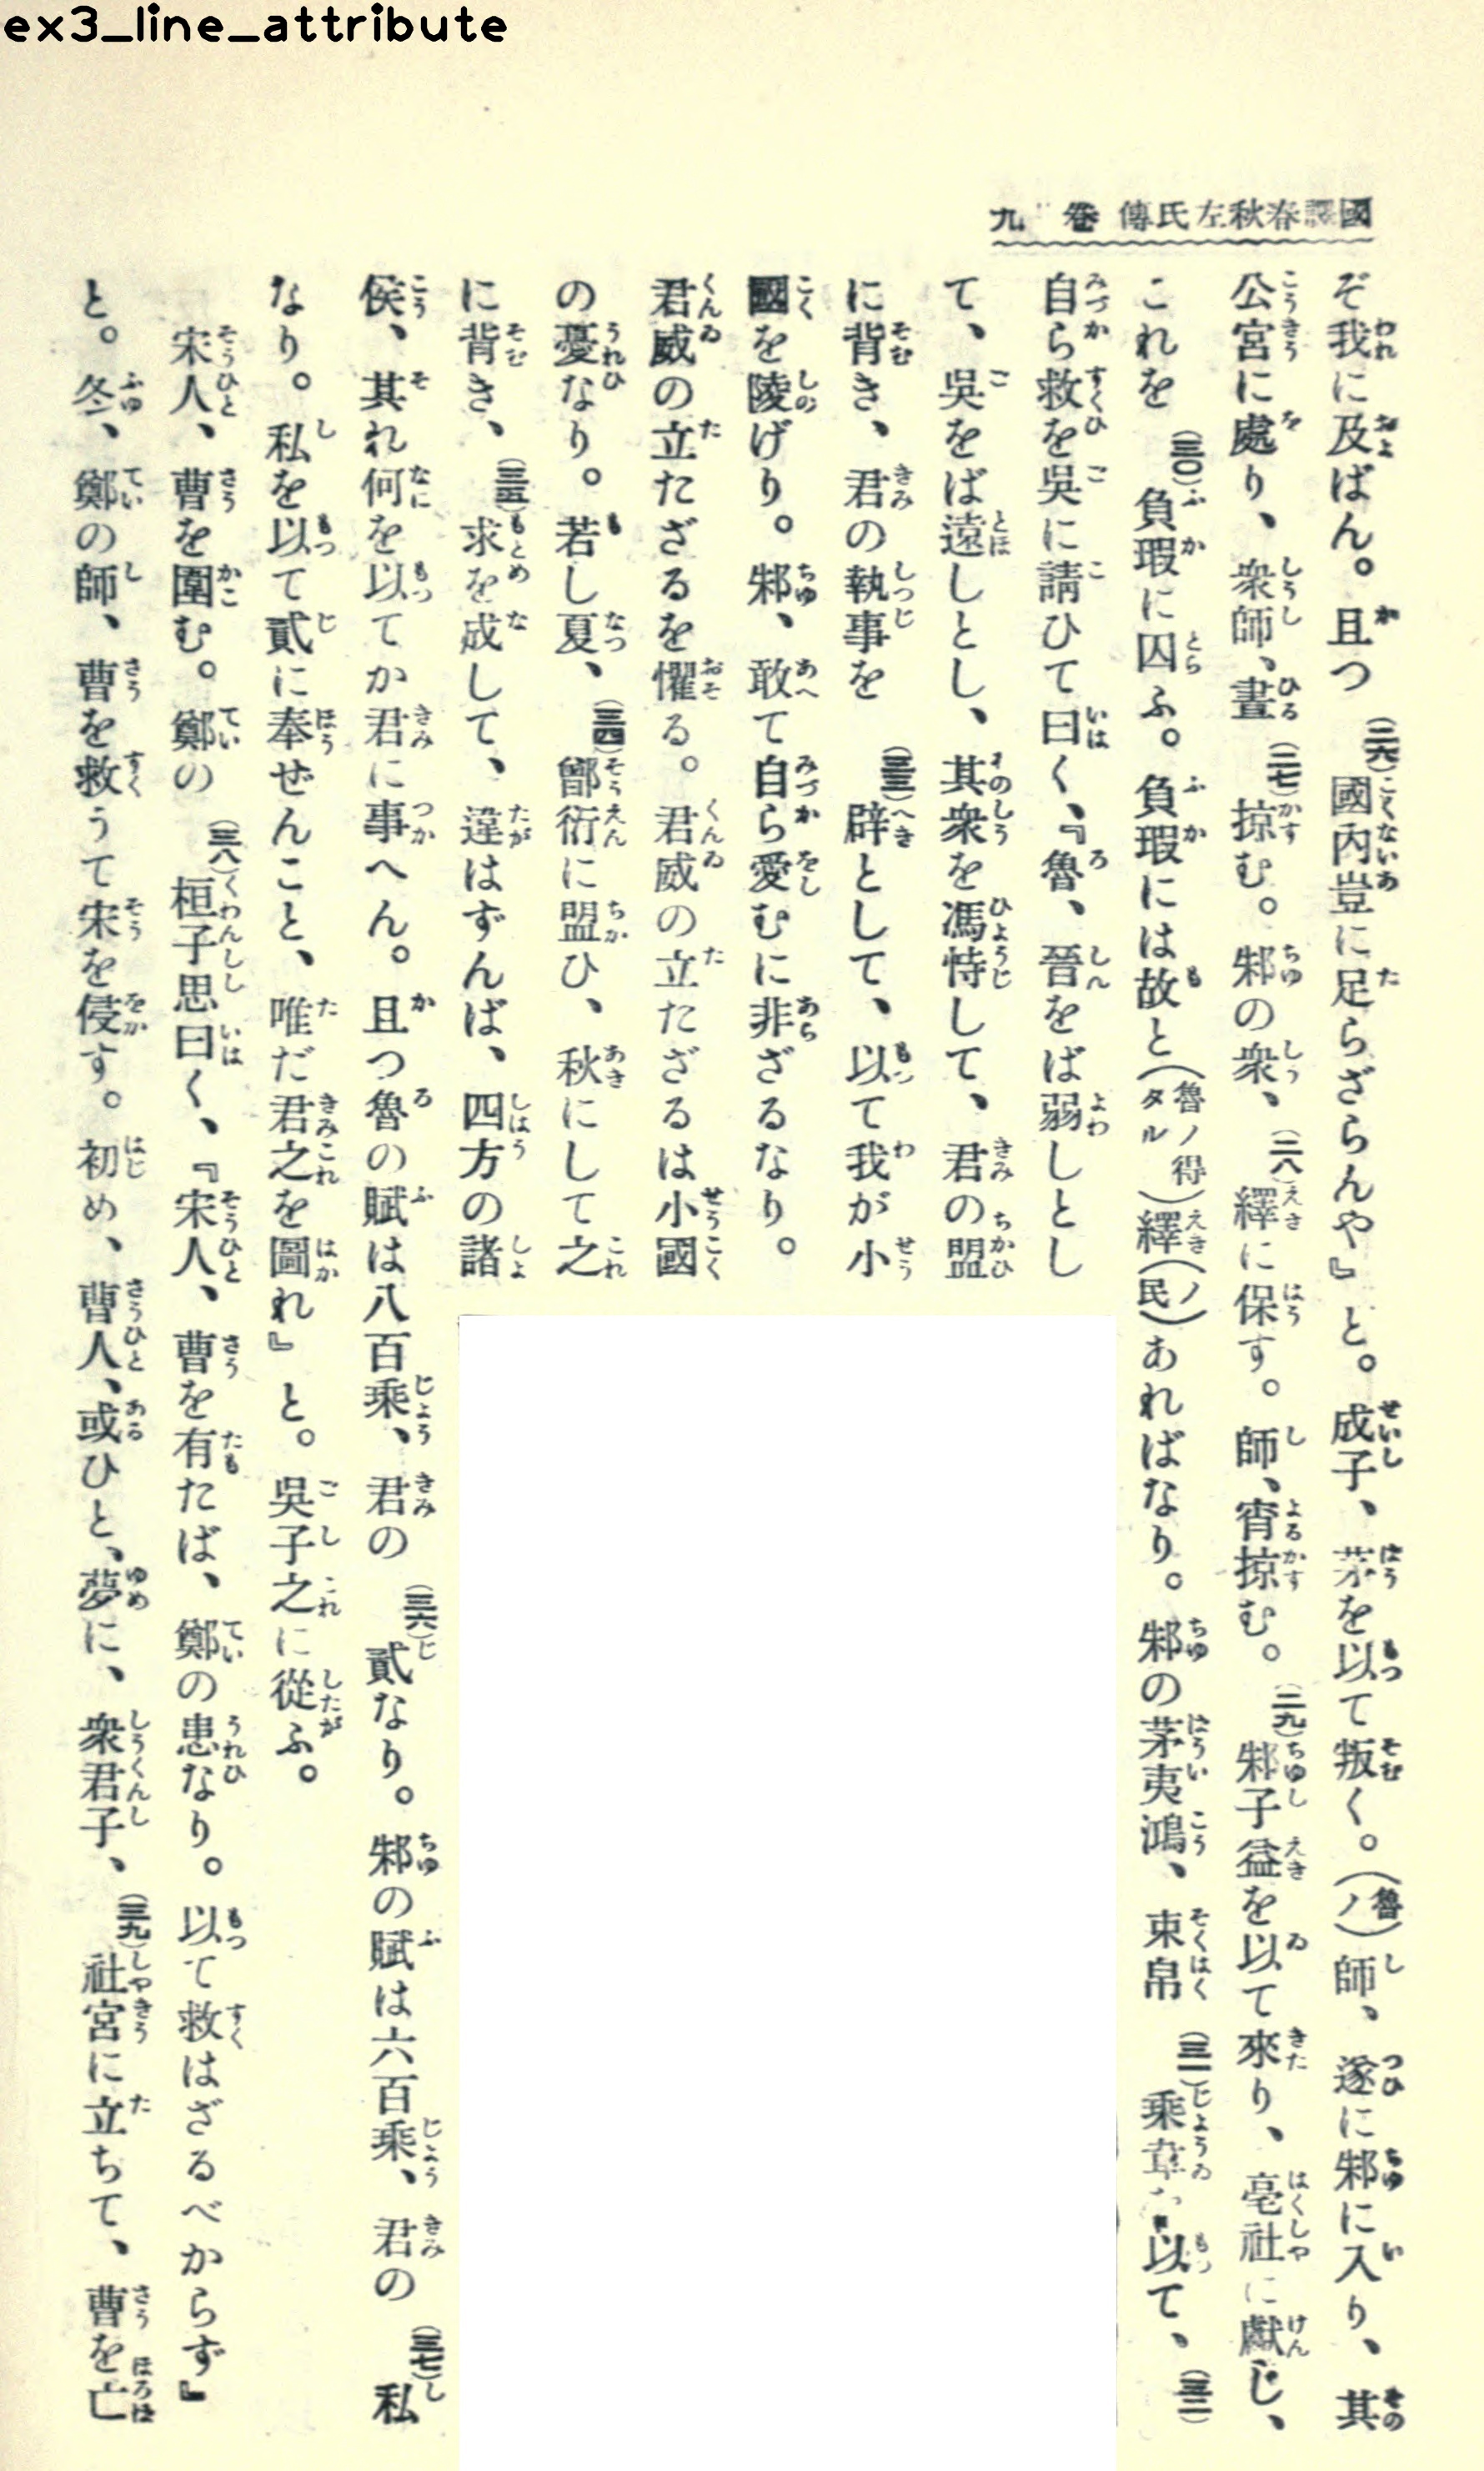 ex3_line_attribute
國譯春秋左氏傳卷九
ぞ我に及ばん。且つ（二六）國內豈に足らざらんや』と。成子、茅を以て叛く。（魯ノ）師、遂に邾に入り、其
公宮に處り、衆師、晝（二七）掠む。邾の衆、（二八）繹に保す。師、宵掠む。（二九）邾子益を以て來り、亳社に獻じ、
これを（三〇）負瑕に囚ふ。負瑕には故と（魯ノ得タル）繹（ノ民）あればなり。邾の茅夷鴻、束帛（三一）乘韋 以て、（三二）
自ら救を吳に請ひて曰く、『魯、晉をば弱しとし
て、吳をば遠しとし、其衆を馮恃して、君の盟
に背き、君の執事を（三三）辟として、以て我が小
國を陵げり。邾、敢て自ら愛むに非ざるなり。
君威の立たざるを懼る。君威の立たざるは小國
の憂なり。若し夏、（三四）鄫衍に盟ひ、秋にして之
に背き、（三五）求を成して、違はずんば、四方の諸
侯、其れ何を以てか君に事へん。且つ魯の賦は八百乘、君の（三六）貳なり。邾の賦は六百乘、君の（三七）私
なり。私を以て貳に奉ぜんこと、唯だ君之を圖れ』と。吳子之に從ふ。
宋人、曹を圍む。鄭の（三八）桓子思曰く、『宋人、曹を有たば、鄭の患なり。以て救はざるべからず』
と。冬、鄭の師、曹を救うて宋を侵す。初め、曹人、或ひと、夢に、衆君子、（三九）社宮に立ちて、曹を亡